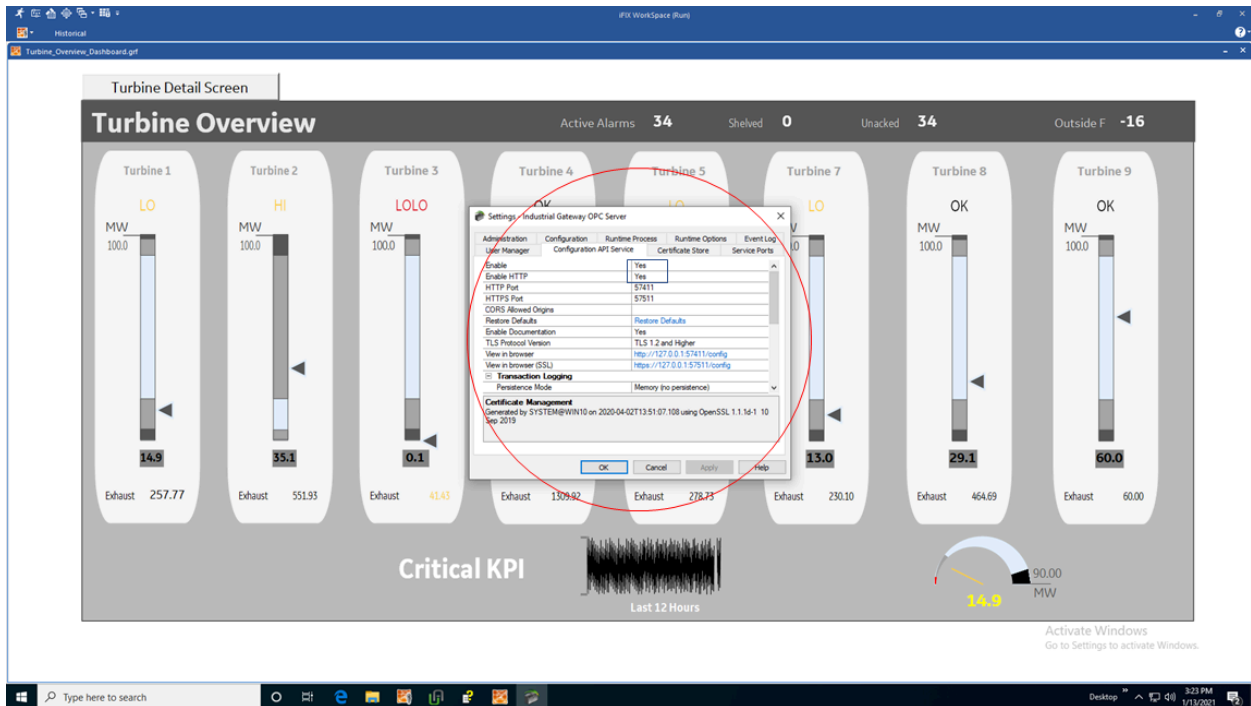 iFIX WorkSpace (Run)
Historical
Turbine_Overview_Dashboard.grf
Turbine Detail Screen
Turbine Overview
Active Alarms 34 Shelved 0 Unacked 34 Outside F -16
Turbine 1 Turbine 2 Turbine 3 Turbine 4 Turbine 5 Turbine 7 Turbine 8 Turbine 9
LO HI LOLO OK LO LO OK OK
MW MW MW MW MW MW
100.0 100.0 100.0 100.0 100.0
Settings - Industrial Gateway OPC Server
Administration Configuration Runtime Process Runtime Options Event Log
User Manager Configuration API Service Certificate Store Service Ports
Enable Yes
Enable HTTP Yes
HTTP Port 57411
HTTPS Port 57511
CORS Allowed Origins
Restore Defaults Restore Defaults
Enable Documentation Yes
TLS Protocol Version TLS 1.2 and Higher
View in browser http://127.0.0.1:57411/config
View in browser (SSL) https://127.0.0.1:57511/config
Transaction Logging
Persistence Mode Memory (no persistence)
Certificate Management
Generated by SYSTEM@WIN10 on 2020-04-02T13:51:07.108 using OpenSSL 1.1.1d-1 10
Sep 2019
OK Cancel Apply Help
14.9 35.1 0.1 13.0 29.1 60.0
Exhaust 257.77 Exhaust 551.93 Exhaust 41.43 Exhaust 1309.92 Exhaust 278.73 Exhaust 230.10 Exhaust 464.69 Exhaust 60.00
Critical KPI
Last 12 Hours
90.00
MW
14.9
Activate Windows
Go to Settings to activate Windows.
Type here to search
Desktop
3:23 PM
1/13/2021